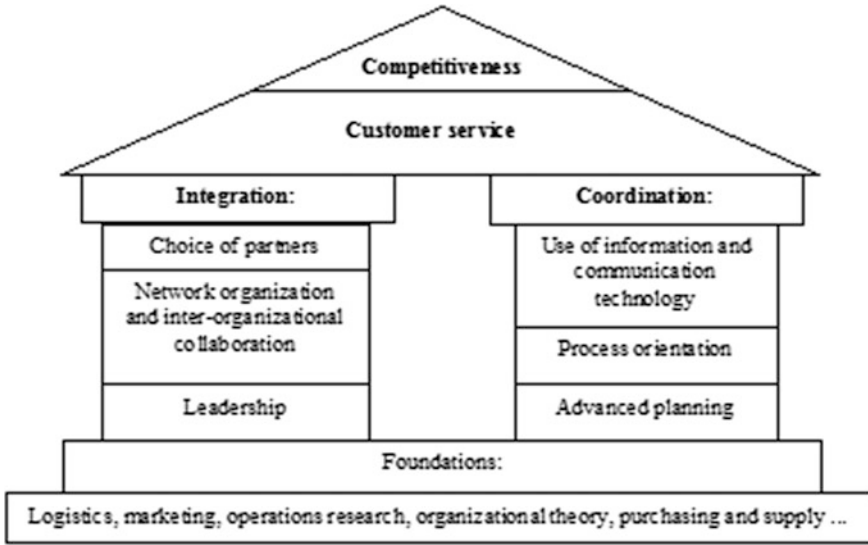 Competitiveness
Customer service
Integration:
Choice of partners
Network organization
and inter-organizational
collaboration
Leadership
Coordination:
Use of information and
communication
technology
Process orientation
Advanced planning
Foundations:
Logistics, marketing, operations research, organizational theory, purchasing and supply ...